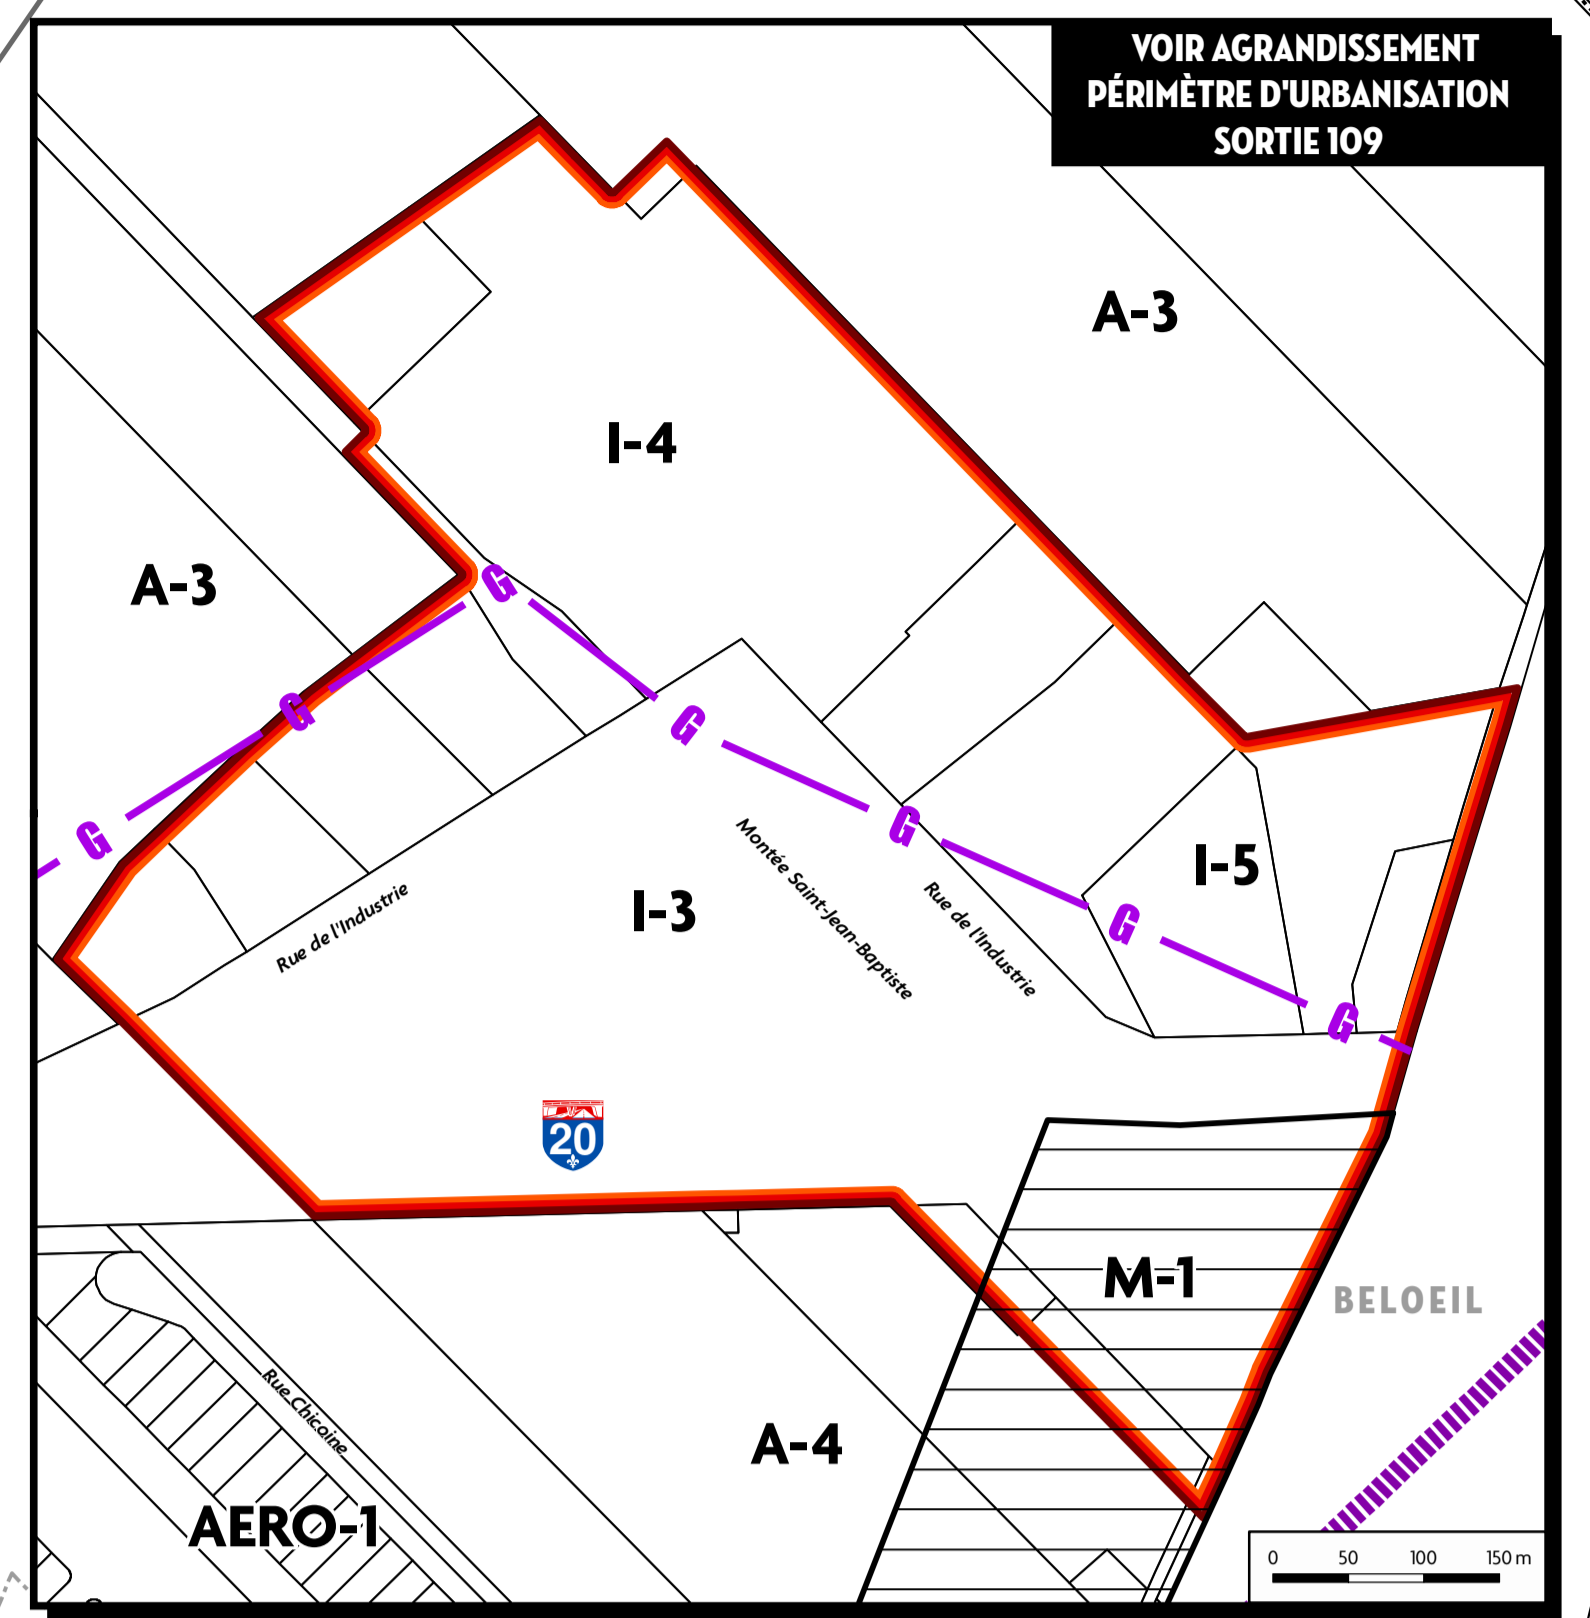 VOIR AGRANDISSEMENT
PÉRIMÈTRE D'URBANISATION
SORTIE 109
A-3
I-4
A-3
G
G
G
G
G
G
G
I-5
I-3
Rue de l'Industrie
Montée Saint-Jean-Baptiste
Rue de l'Industrie
20
M-1
BELOEIL
Rue Chicoine
A-4
AERO-1
0 50 100 150 m